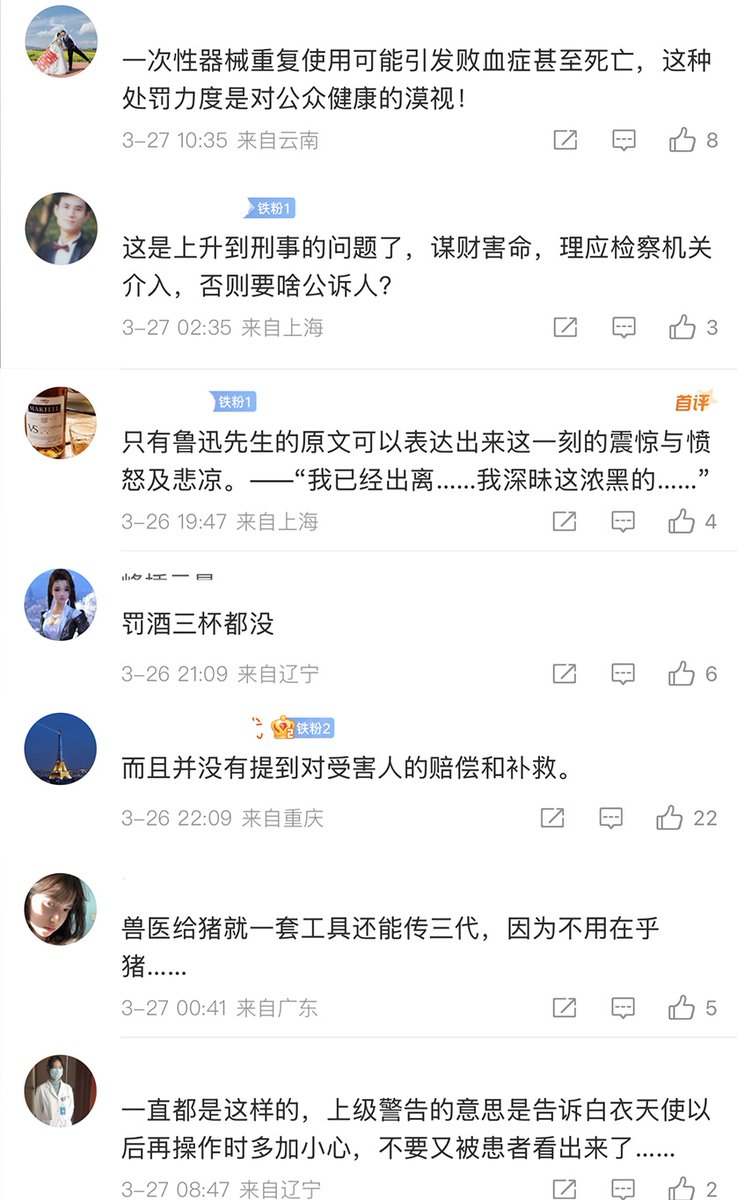 一次性器械重复使用可能引发败血症甚至死亡，这种
处罚力度是对公众健康的漠视！
3-27 10:35 来自云南
8
铁粉1
这是上升到刑事的问题了，谋财害命，理应检察机关
介入，否则要啥公诉人？
3-27 02:35 来自上海
3
铁粉1
首评
只有鲁迅先生的原文可以表达出来这一刻的震惊与愤
怒及悲凉。——“我已经出离......我深昧这浓黑的......”
3-26 19:47 来自上海
4
罚酒三杯都没
3-26 21:09 来自辽宁
6
铁粉2
而且并没有提到对受害人的赔偿和补救。
3-26 22:09 来自重庆
22
兽医给猪就一套工具还能传三代，因为不用在乎
猪......
3-27 00:41 来自广东
5
一直都是这样的，上级警告的意思是告诉白衣天使以
后再操作时多加小心，不要又被患者看出来了......
3-27 08:47 来自辽宁
2